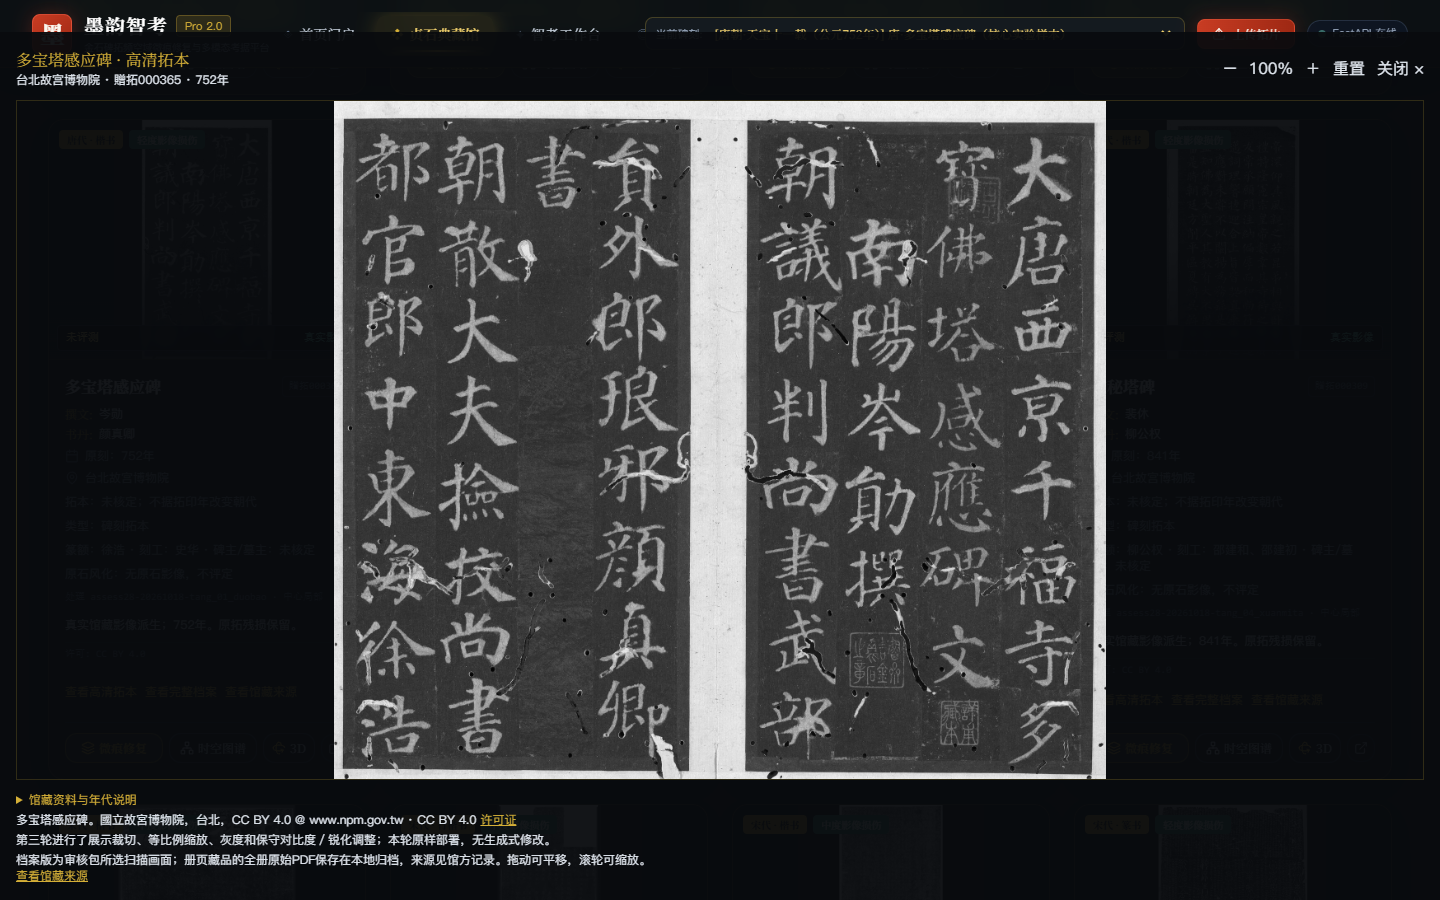 墨韵智考
Pro 2.0
多宝塔感应碑 · 高清拓本
台北故宫博物院 · 贈拓000365 · 752年
− 100% + 重置 关闭 ×
大唐西京千福寺多
寳佛塔感應碑文
南陽岑勛撰
朝議郎判尚書武部
員外郎琅邪顏真卿
書
朝散大夫撿挍尚書
都官郎中東海徐浩
馆藏资料与年代说明
多宝塔感应碑。國立故宮博物院，台北，CC BY 4.0 @ www.npm.gov.tw · CC BY 4.0 许可证
第三轮进行了展示裁切、等比例缩放、灰度和保守对比度 / 锐化调整；本轮原样部署，无生成式修改。
档案版为审核包所选扫描画面；册页藏品的全册原始PDF保存在本地归档，来源见馆方记录。拖动可平移，滚轮可缩放。
查看馆藏来源